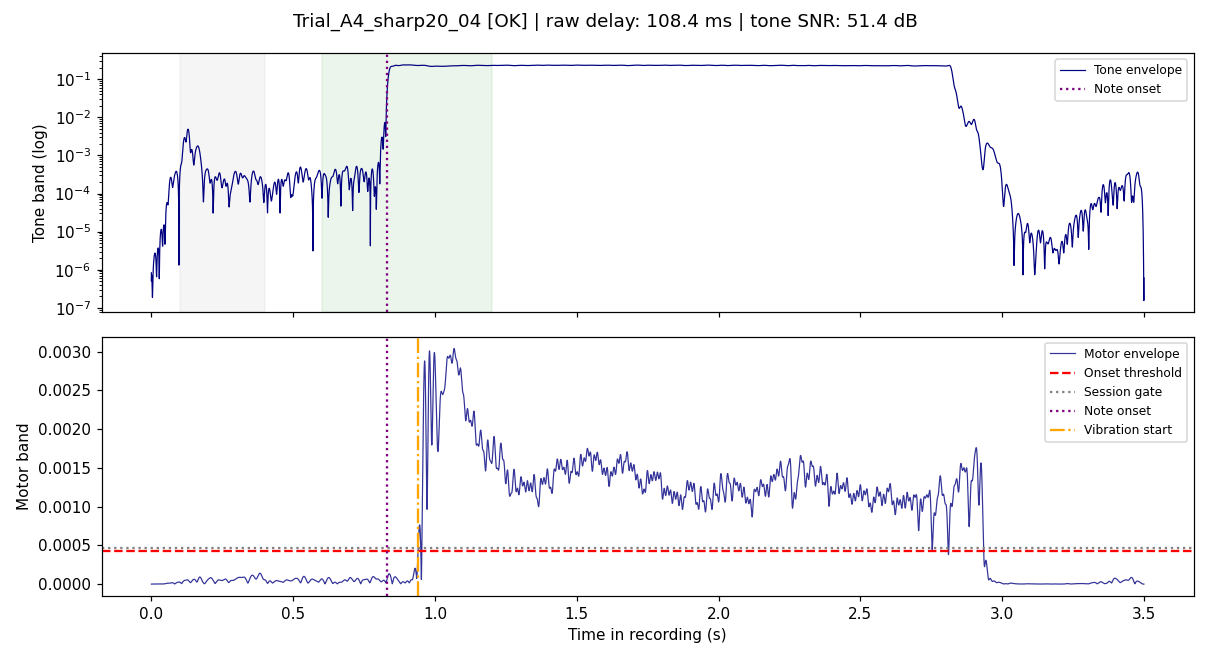 Trial_A4_sharp20_04 [OK] | raw delay: 108.4 ms | tone SNR: 51.4 dB
Tone band (log)
10⁻¹
10⁻²
10⁻³
10⁻⁴
10⁻⁵
10⁻⁶
10⁻⁷
Tone envelope
Note onset
Motor band
0.0030
0.0025
0.0020
0.0015
0.0010
0.0005
0.0000
Motor envelope
Onset threshold
Session gate
Note onset
Vibration start
0.0 0.5 1.0 1.5 2.0 2.5 3.0 3.5
Time in recording (s)